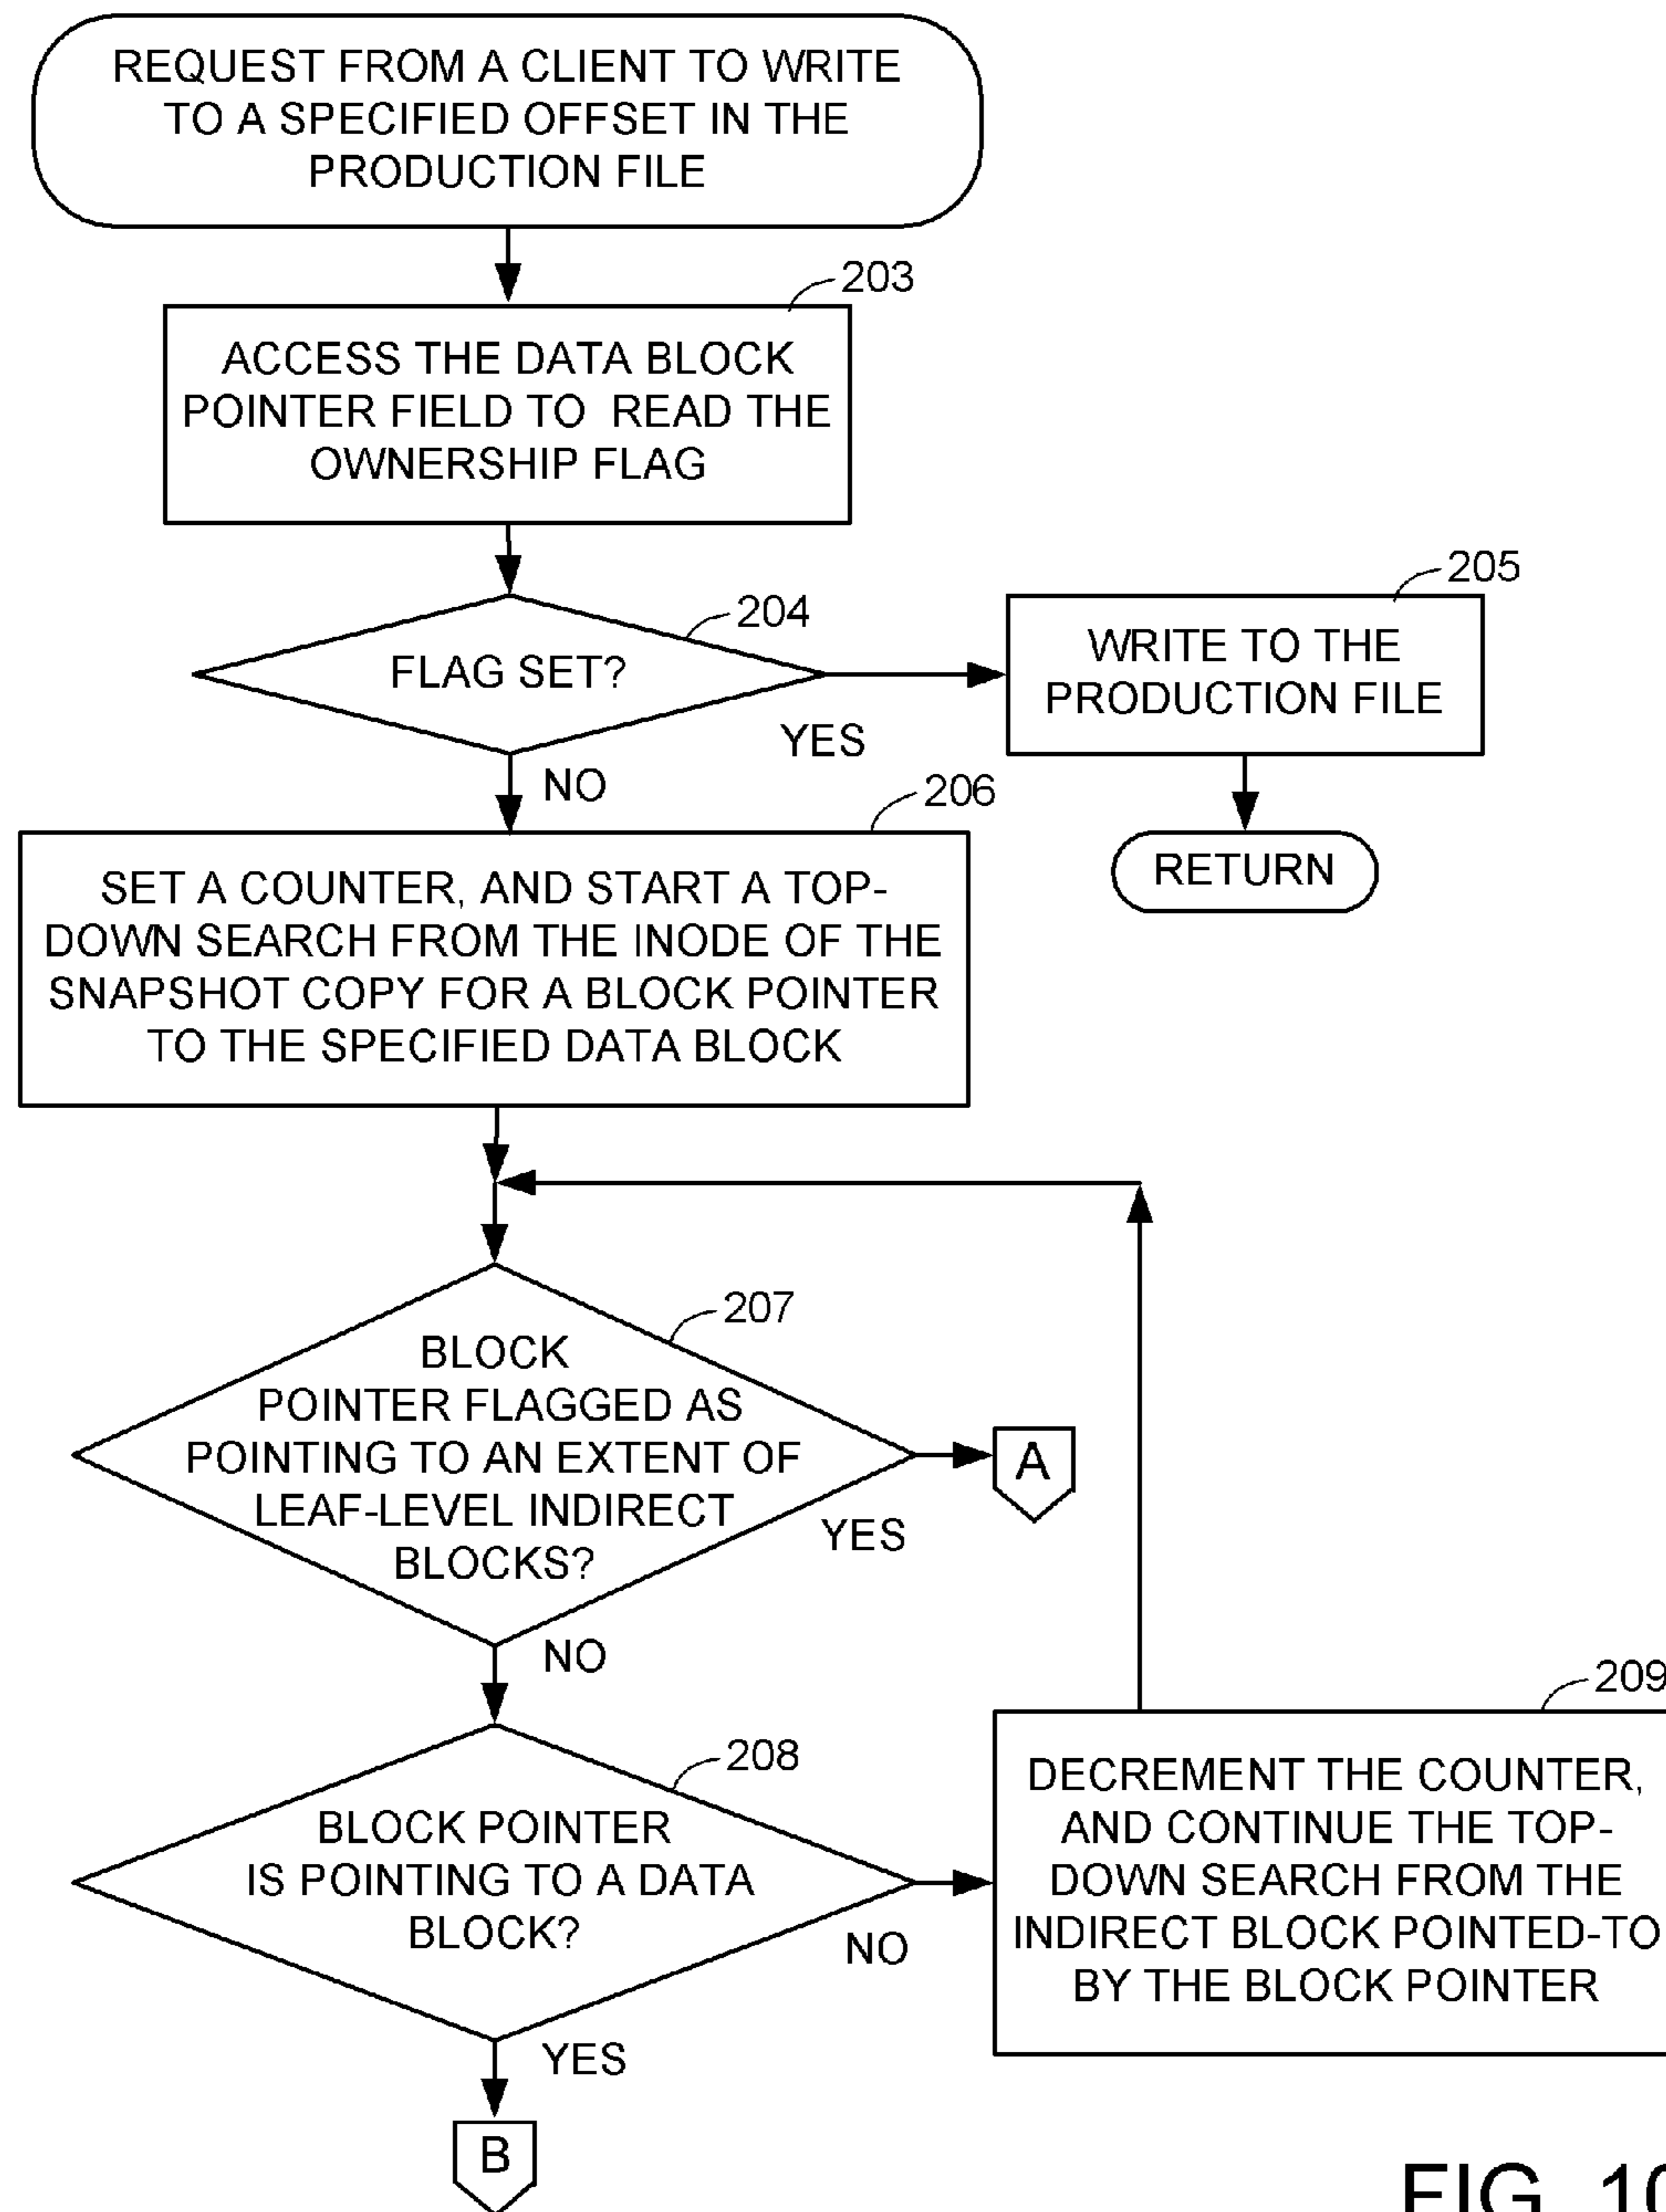 REQUEST FROM A CLIENT TO WRITE
TO A SPECIFIED OFFSET IN THE
PRODUCTION FILE
203
ACCESS THE DATA BLOCK
POINTER FIELD TO READ THE
OWNERSHIP FLAG
204
FLAG SET?
YES
205
WRITE TO THE
PRODUCTION FILE
RETURN
NO
206
SET A COUNTER, AND START A TOP-
DOWN SEARCH FROM THE INODE OF THE
SNAPSHOT COPY FOR A BLOCK POINTER
TO THE SPECIFIED DATA BLOCK
207
BLOCK
POINTER FLAGGED AS
POINTING TO AN EXTENT OF
LEAF-LEVEL INDIRECT
BLOCKS?
YES
A
NO
208
BLOCK POINTER
IS POINTING TO A DATA
BLOCK?
NO
209
DECREMENT THE COUNTER,
AND CONTINUE THE TOP-
DOWN SEARCH FROM THE
INDIRECT BLOCK POINTED-TO
BY THE BLOCK POINTER
YES
B
FIG. 10